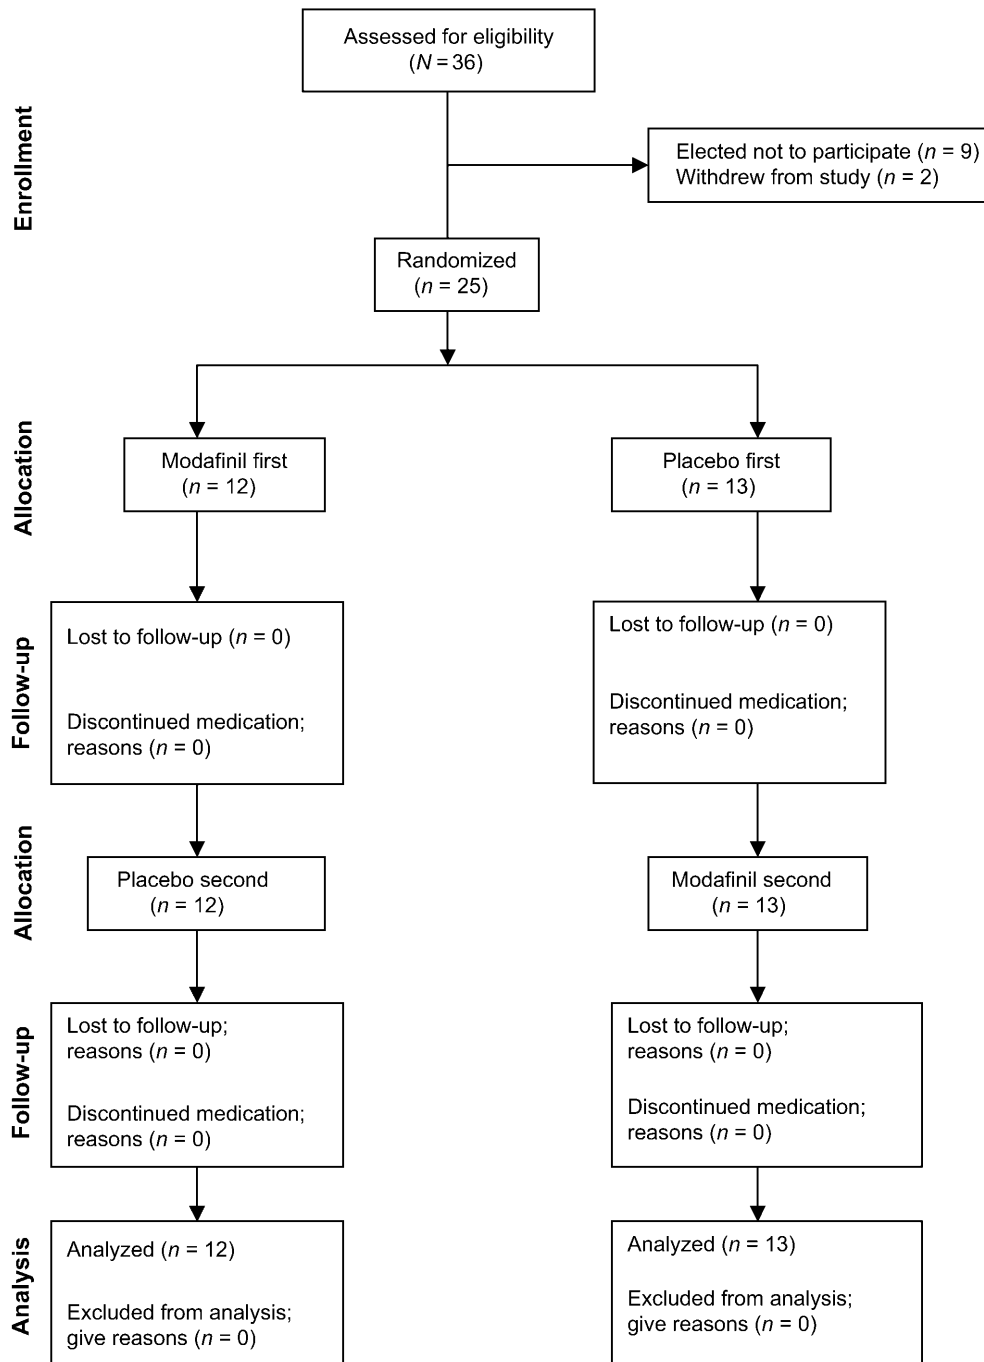 Assessed for eligibility
(N = 36)
Enrollment
Elected not to participate (n = 9)
Withdrew from study (n = 2)
Randomized
(n = 25)
Allocation
Modafinil first
(n = 12)
Placebo first
(n = 13)
Follow-up
Lost to follow-up (n = 0)
Discontinued medication;
reasons (n = 0)
Lost to follow-up (n = 0)
Discontinued medication;
reasons (n = 0)
Allocation
Placebo second
(n = 12)
Modafinil second
(n = 13)
Follow-up
Lost to follow-up;
reasons (n = 0)
Discontinued medication;
reasons (n = 0)
Lost to follow-up;
reasons (n = 0)
Discontinued medication;
reasons (n = 0)
Analysis
Analyzed (n = 12)
Excluded from analysis;
give reasons (n = 0)
Analyzed (n = 13)
Excluded from analysis;
give reasons (n = 0)